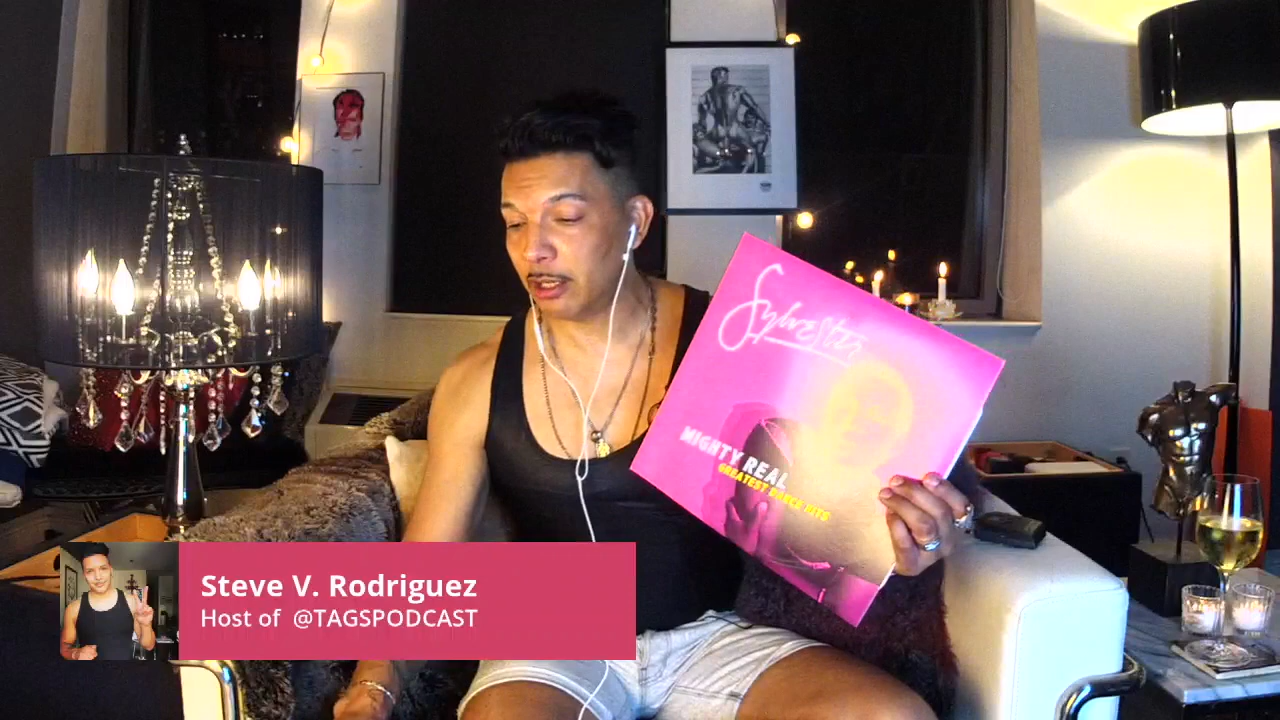 Sylvester
MIGHTY REAL
GREATEST DANCE HITS
Steve V. Rodriguez
Host of @TAGSPODCAST